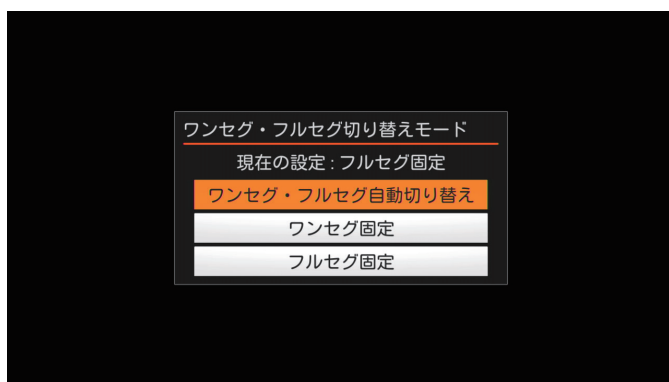 ワンセグ・フルセグ切り替えモード
現在の設定：フルセグ固定
ワンセグ・フルセグ自動切り替え
ワンセグ固定
フルセグ固定